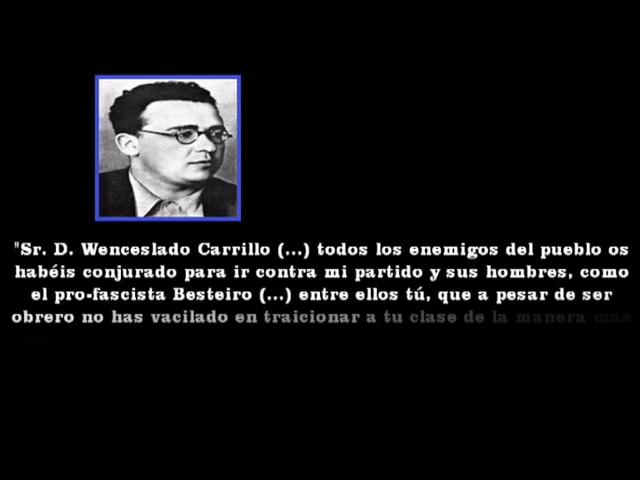 "Sr. D. Wenceslado Carrillo (...) todos los enemigos del pueblo os
habéis conjurado para ir contra mi partido y sus hombres, como
el pro-fascista Besteiro (...) entre ellos tú, que a pesar de ser
obrero no has vacilado en traicionar a tu clase de la manera más